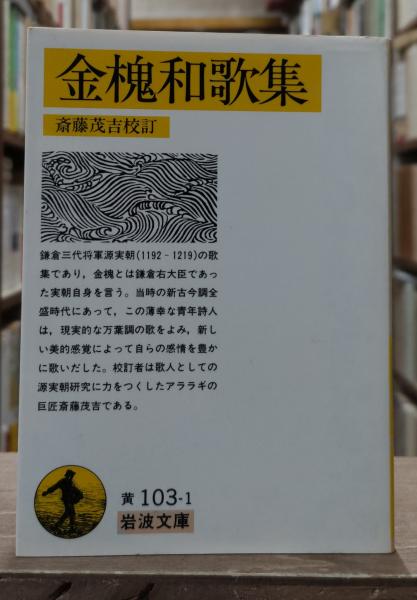 金槐和歌集
斎藤茂吉校訂
鎌倉三代将軍源実朝(1192‐1219)の歌
集であり，金槐とは鎌倉右大臣であっ
た実朝自身を言う。当時の新古今調全
盛時代にあって，この薄幸な青年詩人
は，現実的な万葉調の歌をよみ，新し
い美的感覚によって自らの感情を豊か
に歌いだした。校訂者は歌人としての
源実朝研究に力をつくしたアララギの
巨匠斎藤茂吉である。
黄 103-1
岩波文庫